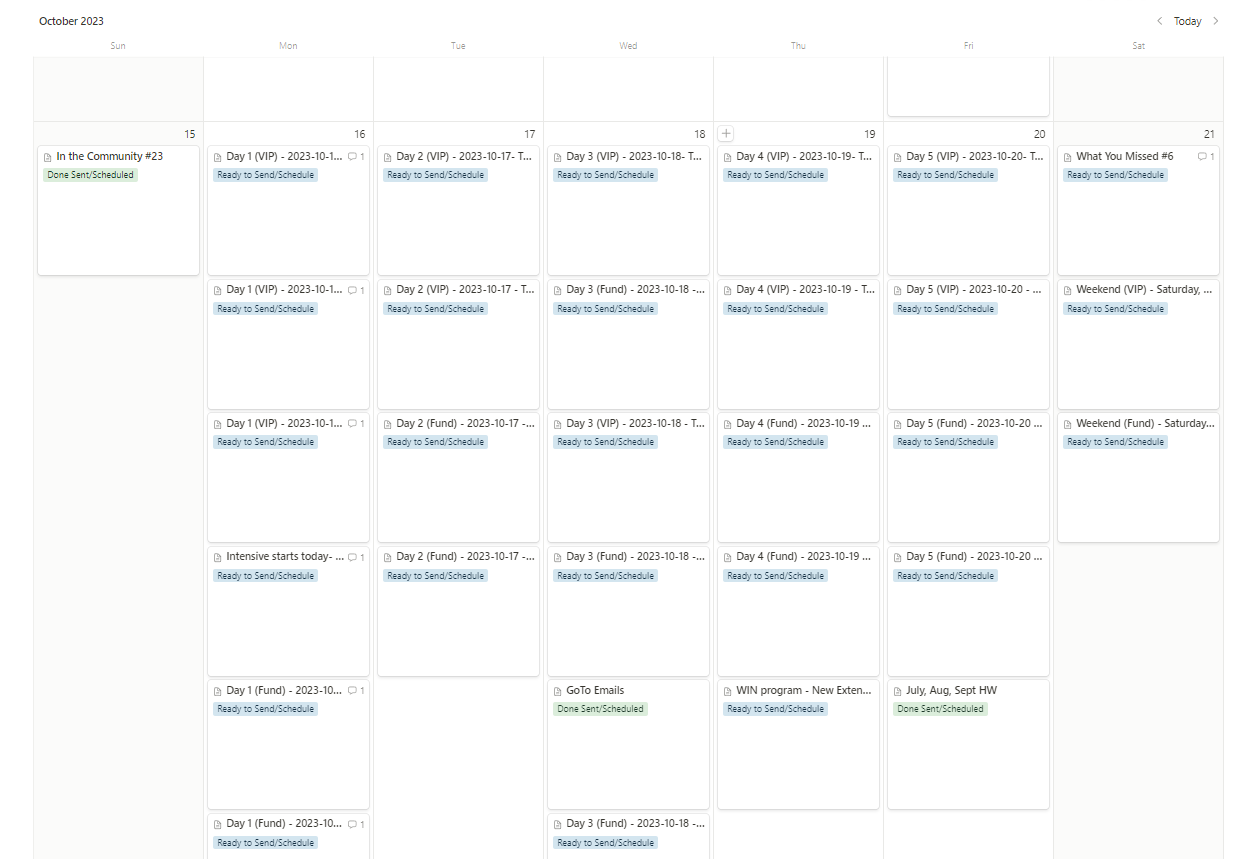 October 2023
Today
Sun Mon Tue Wed Thu Fri Sat
15 16 17 18 19 20 21
In the Community #23
Done Sent/Scheduled
Day 1 (VIP) - 2023-10-1... 1
Ready to Send/Schedule
Day 2 (VIP) - 2023-10-17- T...
Ready to Send/Schedule
Day 3 (VIP) - 2023-10-18- T...
Ready to Send/Schedule
Day 4 (VIP) - 2023-10-19- T...
Ready to Send/Schedule
Day 5 (VIP) - 2023-10-20- T...
Ready to Send/Schedule
What You Missed #6 1
Ready to Send/Schedule
Day 1 (VIP) - 2023-10-1... 1
Ready to Send/Schedule
Day 2 (VIP) - 2023-10-17 - T...
Ready to Send/Schedule
Day 3 (Fund) - 2023-10-18 -...
Ready to Send/Schedule
Day 4 (VIP) - 2023-10-19 - T...
Ready to Send/Schedule
Day 5 (VIP) - 2023-10-20 - ...
Ready to Send/Schedule
Weekend (VIP) - Saturday, ...
Ready to Send/Schedule
Day 1 (VIP) - 2023-10-1... 1
Ready to Send/Schedule
Day 2 (Fund) - 2023-10-17 -...
Ready to Send/Schedule
Day 3 (VIP) - 2023-10-18 - T...
Ready to Send/Schedule
Day 4 (Fund) - 2023-10-19 ...
Ready to Send/Schedule
Day 5 (Fund) - 2023-10-20 ...
Ready to Send/Schedule
Weekend (Fund) - Saturday...
Ready to Send/Schedule
Intensive starts today- ... 1
Ready to Send/Schedule
Day 2 (Fund) - 2023-10-17 -...
Ready to Send/Schedule
Day 3 (Fund) - 2023-10-18 -...
Ready to Send/Schedule
Day 4 (Fund) - 2023-10-19 ...
Ready to Send/Schedule
Day 5 (Fund) - 2023-10-20 ...
Ready to Send/Schedule
Day 1 (Fund) - 2023-10... 1
Ready to Send/Schedule
GoTo Emails
Done Sent/Scheduled
WIN program - New Exten...
Ready to Send/Schedule
July, Aug, Sept HW
Done Sent/Scheduled
Day 1 (Fund) - 2023-10... 1
Ready to Send/Schedule
Day 3 (Fund) - 2023-10-18 -...
Ready to Send/Schedule